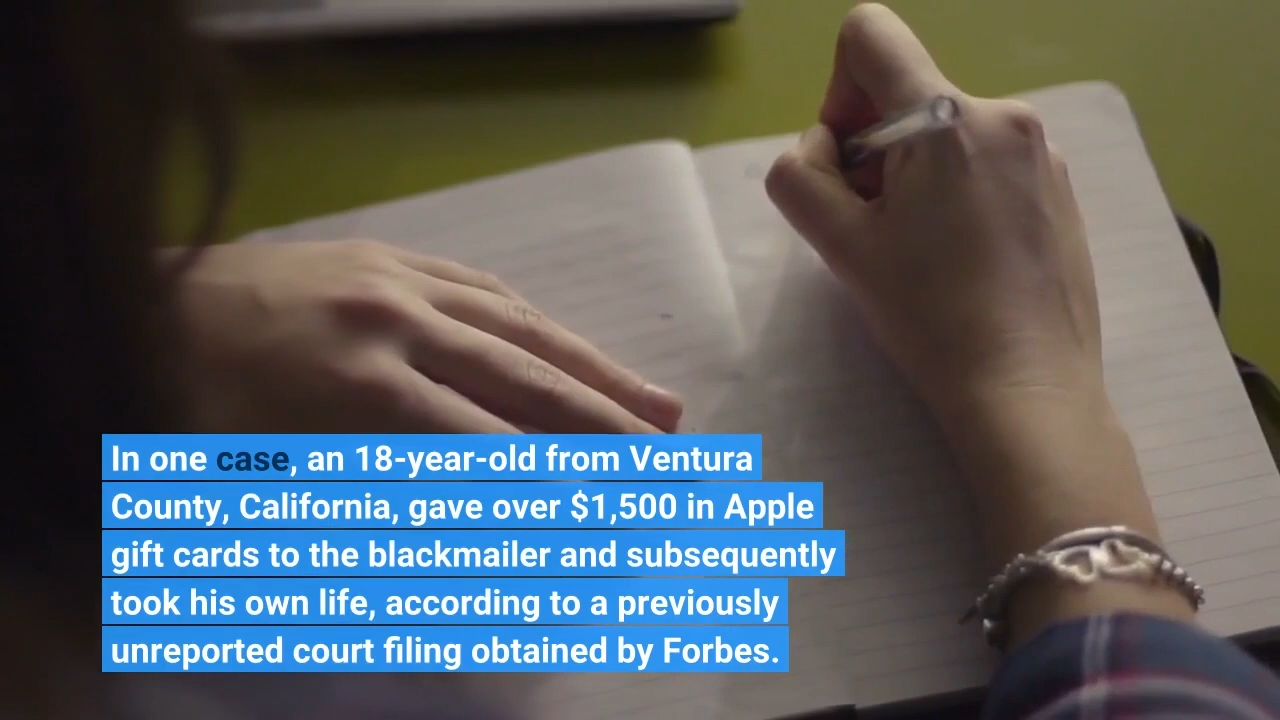 In one case, an 18-year-old from Ventura
County, California, gave over $1,500 in Apple
gift cards to the blackmailer and subsequently
took his own life, according to a previously
unreported court filing obtained by Forbes.